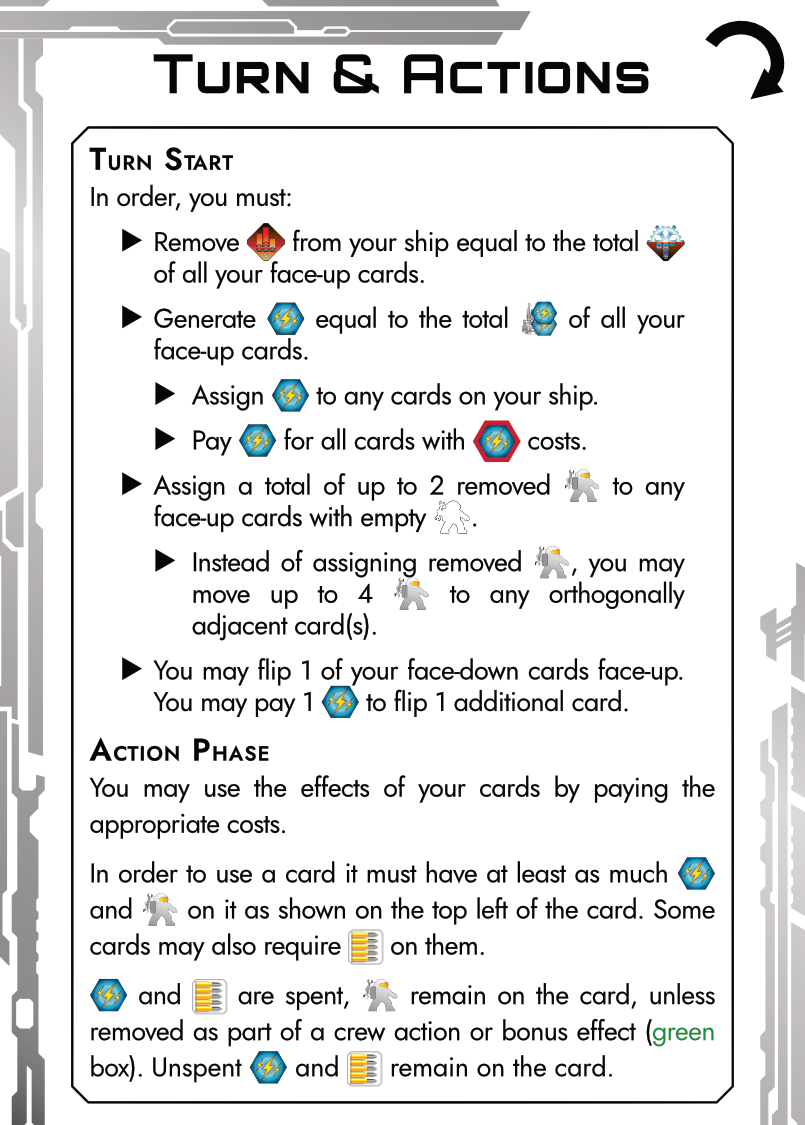 Turn & Actions
Turn Start
In order, you must:
Remove from your ship equal to the total
of all your face-up cards.
Generate equal to the total of all your
face-up cards.
Assign to any cards on your ship.
Pay for all cards with costs.
Assign a total of up to 2 removed to any
face-up cards with empty .
Instead of assigning removed , you may
move up to 4 to any orthogonally
adjacent card(s).
You may flip 1 of your face-down cards face-up.
You may pay 1 to flip 1 additional card.
Action Phase
You may use the effects of your cards by paying the
appropriate costs.
In order to use a card it must have at least as much
and on it as shown on the top left of the card. Some
cards may also require on them.
and are spent, remain on the card, unless
removed as part of a crew action or bonus effect (green
box). Unspent and remain on the card.